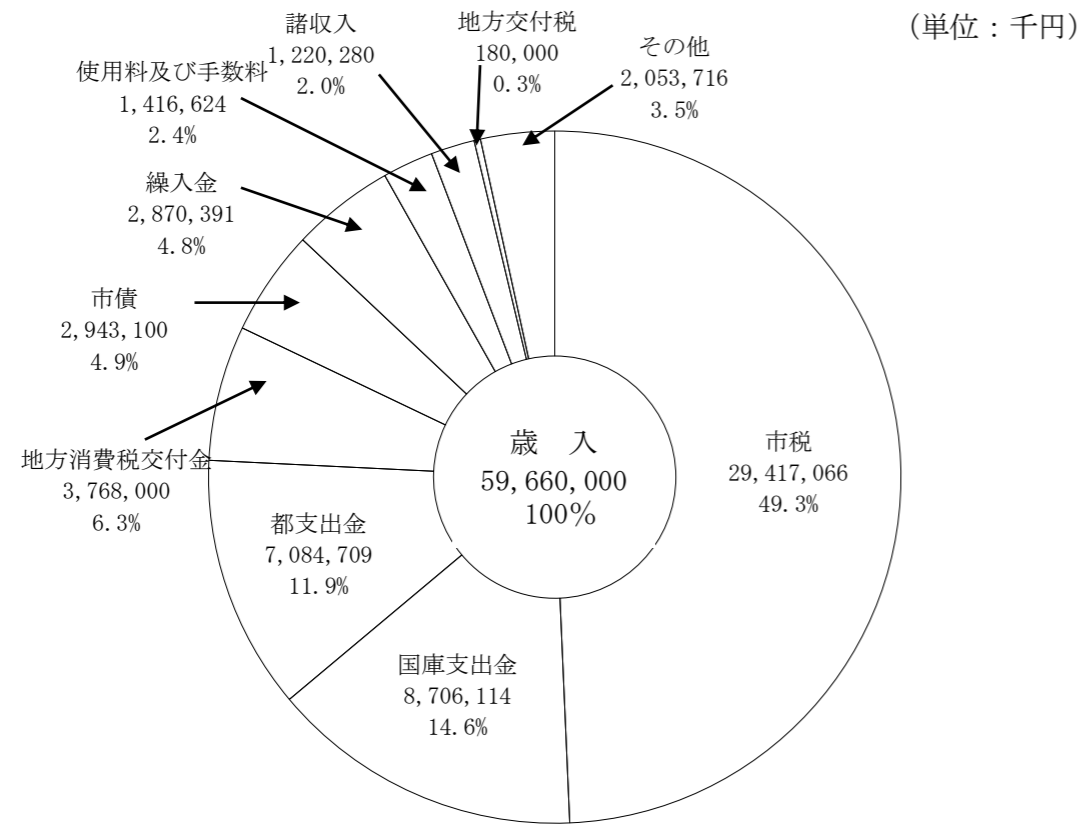 (単位：千円)
諸収入
1,220,280
2.0%
地方交付税
180,000
0.3%
その他
2,053,716
3.5%
使用料及び手数料
1,416,624
2.4%
繰入金
2,870,391
4.8%
市債
2,943,100
4.9%
地方消費税交付金
3,768,000
6.3%
都支出金
7,084,709
11.9%
国庫支出金
8,706,114
14.6%
市税
29,417,066
49.3%
歳　入
59,660,000
100%